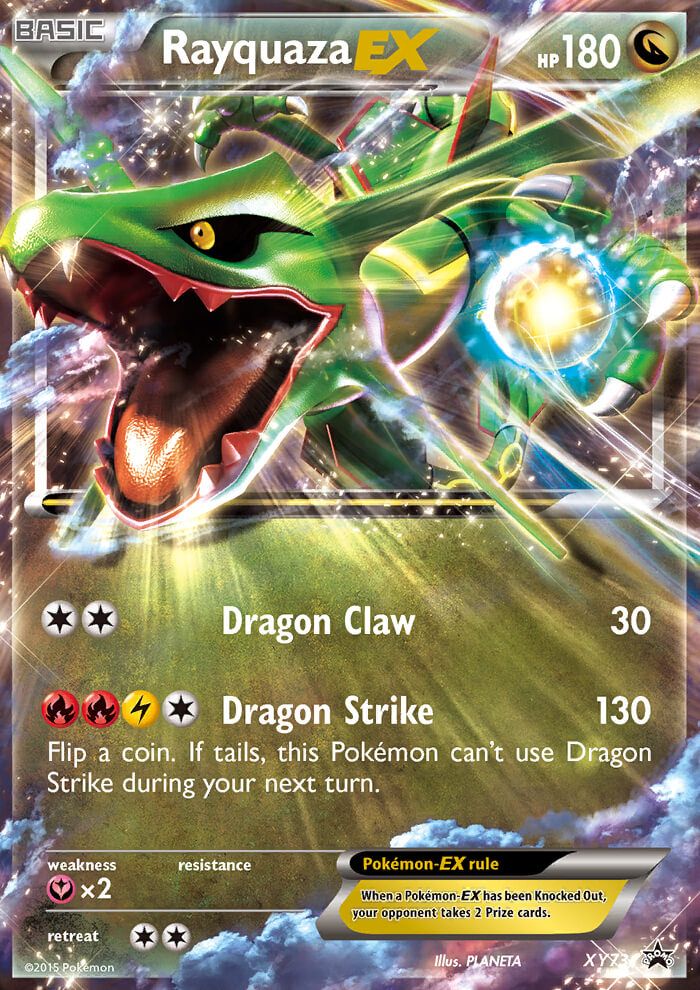 BASIC
Rayquaza EX
HP 180
Dragon Claw 30
Dragon Strike 130
Flip a coin. If tails, this Pokémon can't use Dragon
Strike during your next turn.
weakness resistance
×2
Pokémon-EX rule
When a Pokémon-EX has been Knocked Out,
your opponent takes 2 Prize cards.
retreat
©2015 Pokémon
Illus. PLANETA
XY73
PROMO